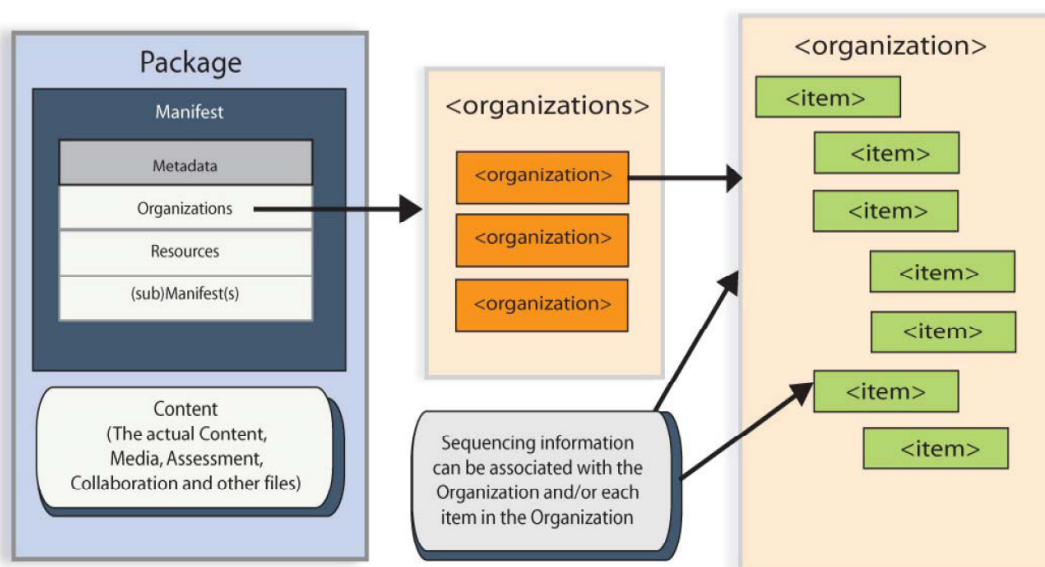 Package
Manifest
Metadata
Organizations
Resources
(sub)Manifest(s)
Content
(The actual Content,
Media, Assessment,
Collaboration and other files)
<organizations>
<organization>
<organization>
<organization>
Sequencing information
can be associated with the
Organization and/or each
item in the Organization
<organization>
<item>
<item>
<item>
<item>
<item>
<item>
<item>